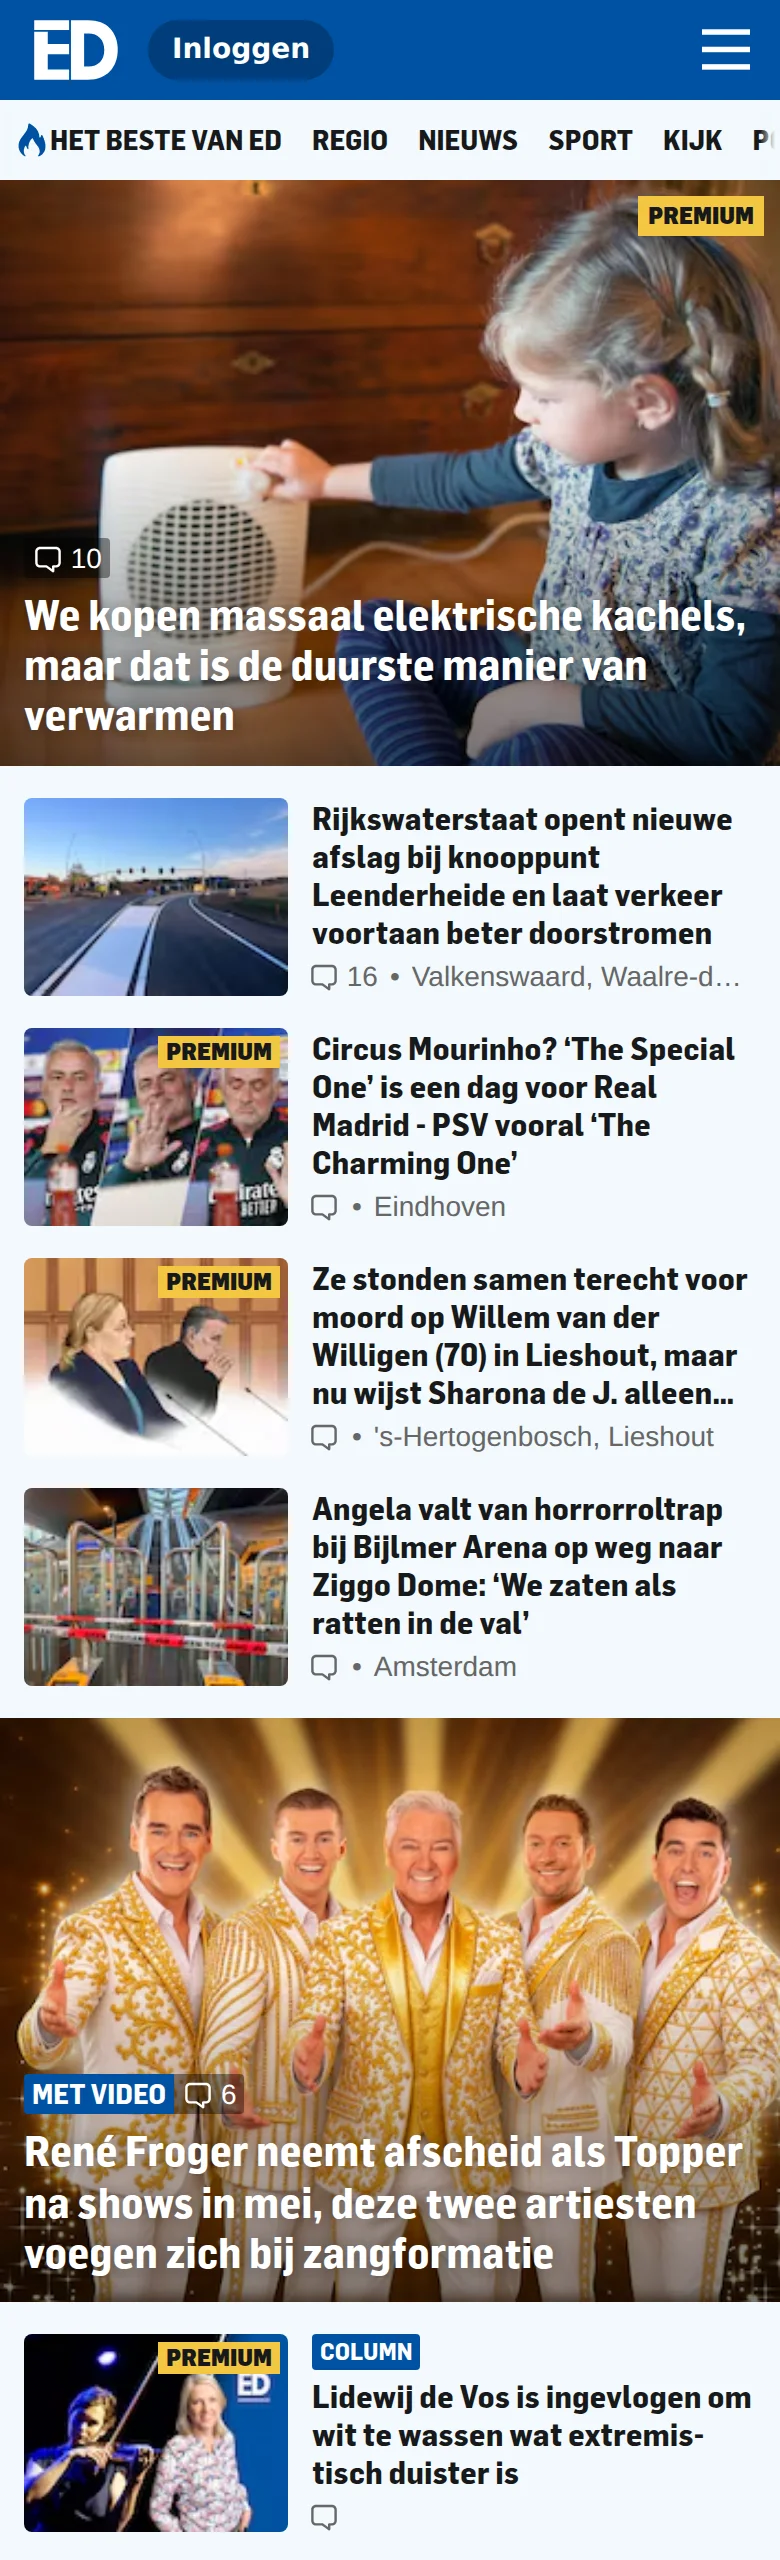 ED
Inloggen
HET BESTE VAN ED REGIO NIEUWS SPORT KIJK
PREMIUM
10
We kopen massaal elektrische kachels,
maar dat is de duurste manier van
verwarmen
Rijkswaterstaat opent nieuwe
afslag bij knooppunt
Leenderheide en laat verkeer
voortaan beter doorstromen
16 • Valkenswaard, Waalre-d…
PREMIUM
Circus Mourinho? ‘The Special
One’ is een dag voor Real
Madrid - PSV vooral ‘The
Charming One’
• Eindhoven
PREMIUM
Ze stonden samen terecht voor
moord op Willem van der
Willigen (70) in Lieshout, maar
nu wijst Sharona de J. alleen...
• 's-Hertogenbosch, Lieshout
Angela valt van horrorroltrap
bij Bijlmer Arena op weg naar
Ziggo Dome: ‘We zaten als
ratten in de val’
• Amsterdam
MET VIDEO 6
René Froger neemt afscheid als Topper
na shows in mei, deze twee artiesten
voegen zich bij zangformatie
PREMIUM
ED
COLUMN
Lidewij de Vos is ingevlogen om
wit te wassen wat extremis-
tisch duister is